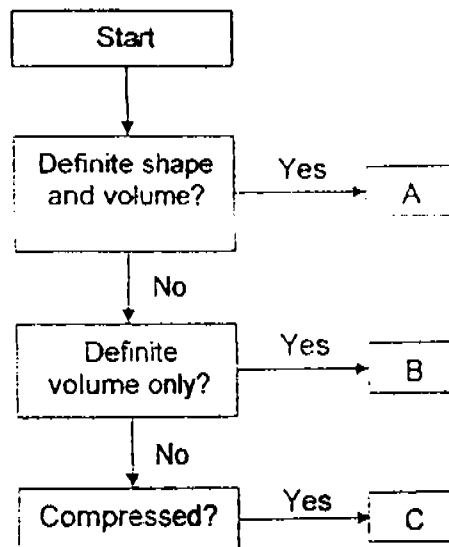 Start
Definite shape
and volume?
Yes
A
No
Definite
volume only?
Yes
B
No
Compressed?
Yes
C